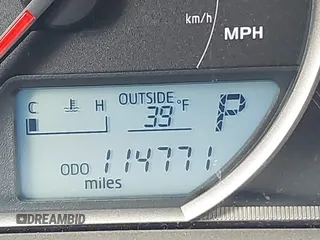 km/h
MPH
C H OUTSIDE
39°F P
ODO 114771
miles
DREAMBID